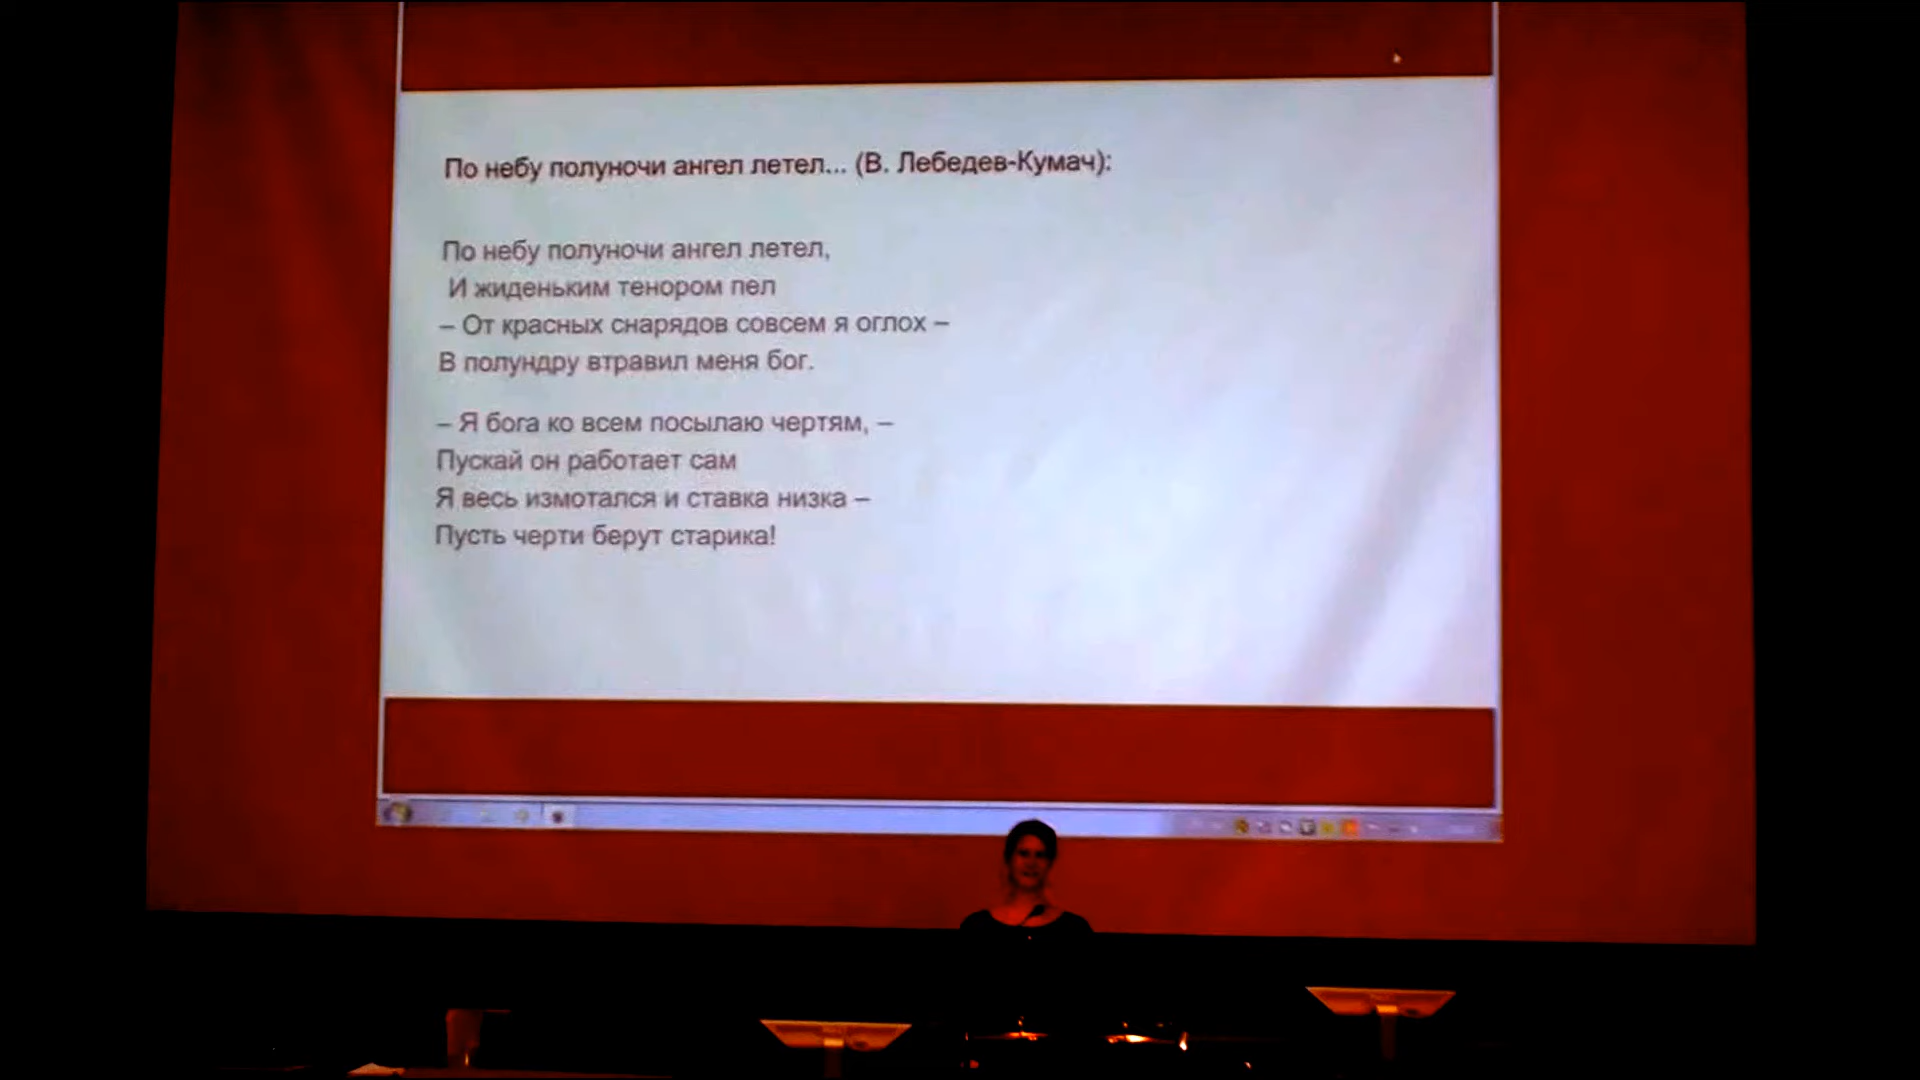 По небу полуночи ангел летел... (В. Лебедев-Кумач):
По небу полуночи ангел летел,
И жиденьким тенором пел
– От красных снарядов совсем я оглох –
В полундру втравил меня бог.
– Я бога ко всем посылаю чертям, –
Пускай он работает сам
Я весь измотался и ставка низка –
Пусть черти берут старика!